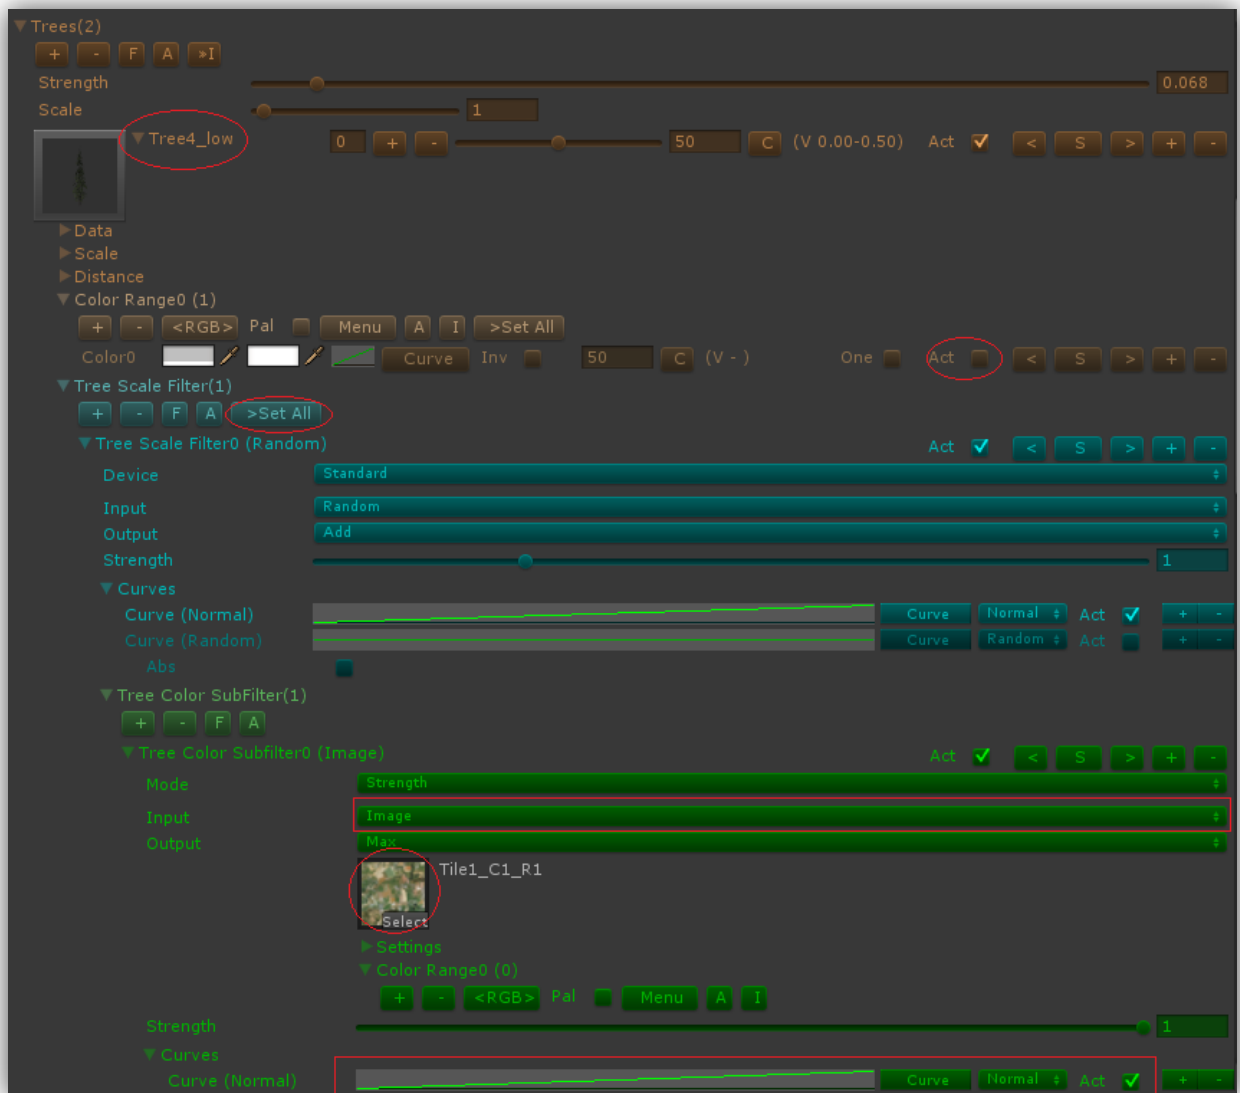 Trees(2)
+ - F A »I
Strength 0.068
Scale 1
Tree4_low 0 + - 50 C (V 0.00-0.50) Act < S > + -
Data
Scale
Distance
Color Range0 (1)
+ - <RGB> Pal Menu A I >Set All
Color0 Curve Inv 50 C (V - ) One Act < S > + -
Tree Scale Filter(1)
+ - F A >Set All
Tree Scale Filter0 (Random) Act < S > + -
Device Standard
Input Random
Output Add
Strength 1
Curves
Curve (Normal) Curve Normal Act + -
Curve (Random) Curve Random Act + -
Abs
Tree Color SubFilter(1)
+ - F A
Tree Color Subfilter0 (Image) Act < S > + -
Mode Strength
Input Image
Output Max
Tile1_C1_R1
Select
Settings
Color Range0 (0)
+ - <RGB> Pal Menu A I
Strength 1
Curves
Curve (Normal) Curve Normal Act + -